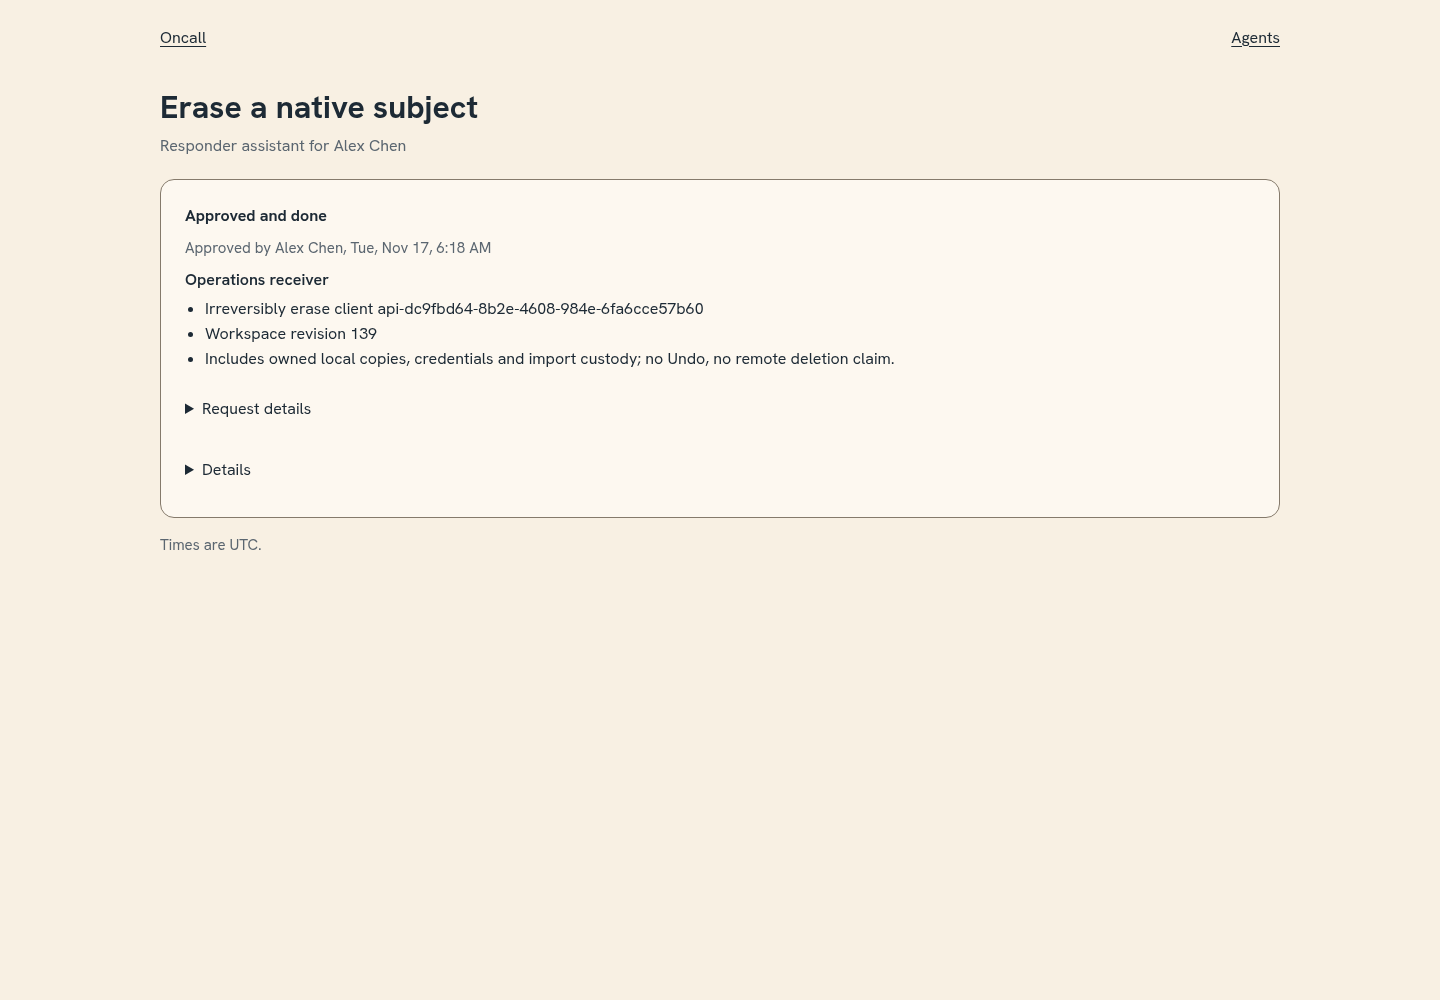 Oncall
Agents
Erase a native subject
Responder assistant for Alex Chen
Approved and done
Approved by Alex Chen, Tue, Nov 17, 6:18 AM
Operations receiver
Irreversibly erase client api-dc9fbd64-8b2e-4608-984e-6fa6cce57b60
Workspace revision 139
Includes owned local copies, credentials and import custody; no Undo, no remote deletion claim.
Request details
Details
Times are UTC.